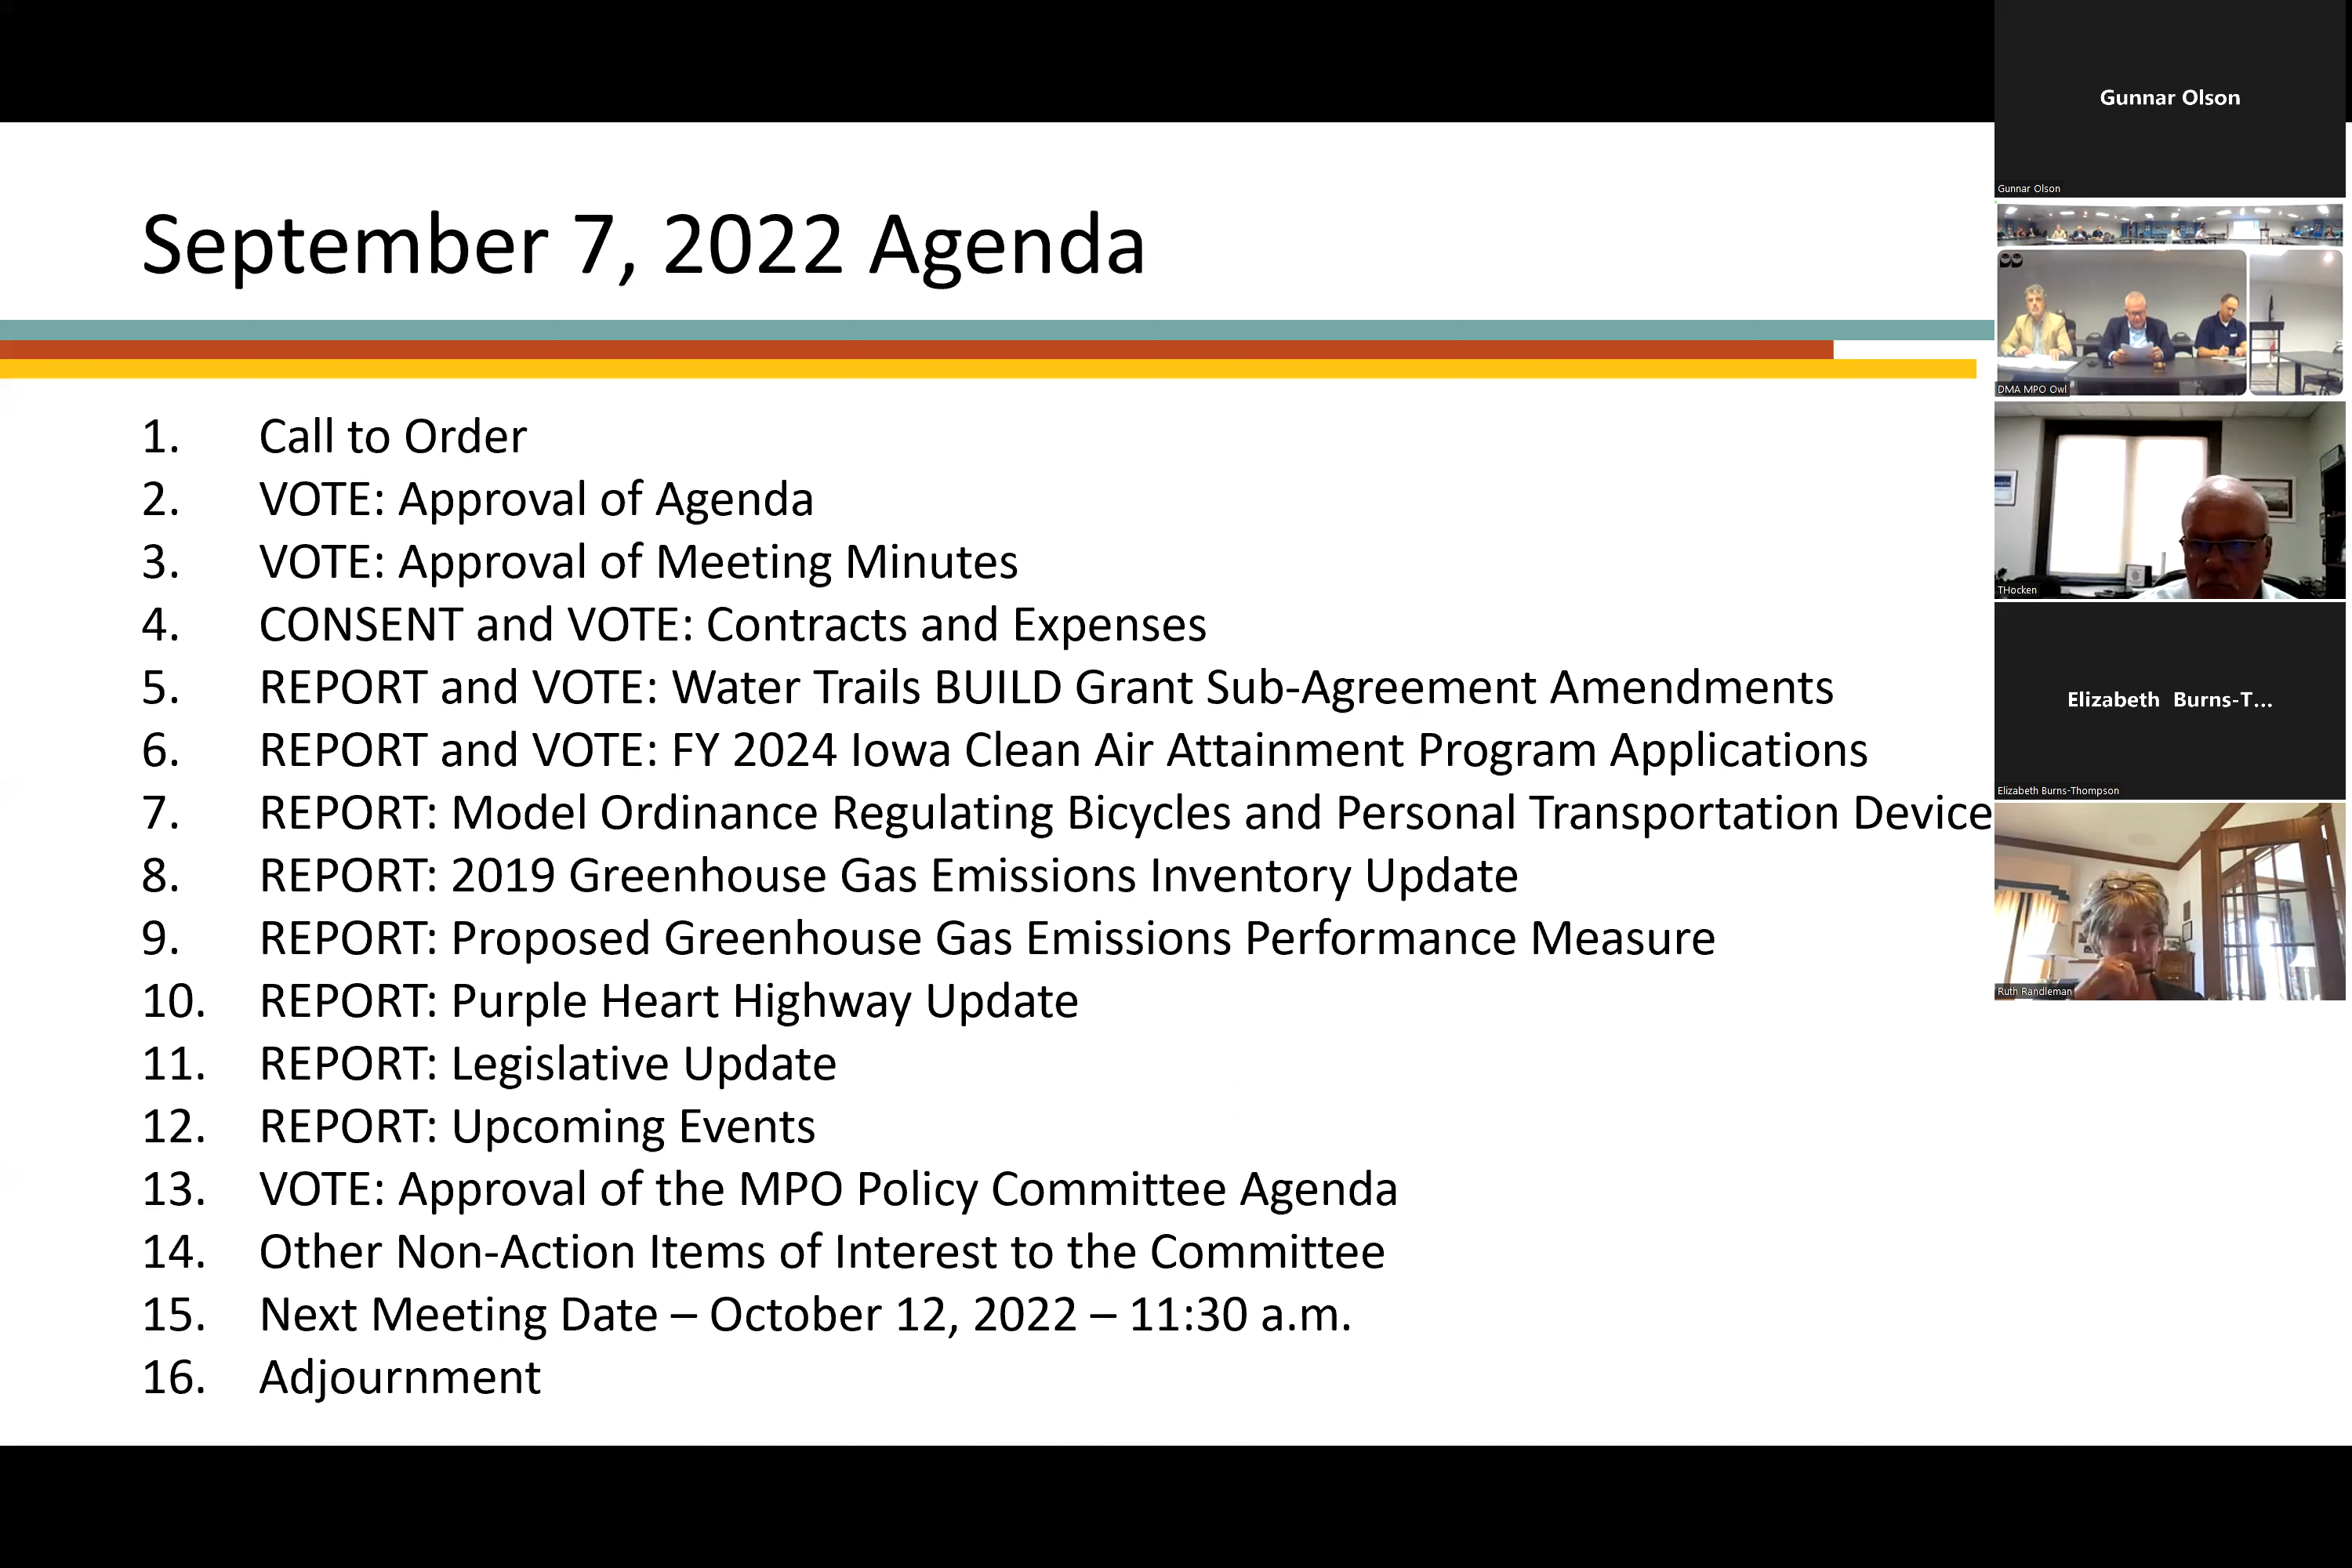 September 7, 2022 Agenda
1. Call to Order
2. VOTE: Approval of Agenda
3. VOTE: Approval of Meeting Minutes
4. CONSENT and VOTE: Contracts and Expenses
5. REPORT and VOTE: Water Trails BUILD Grant Sub-Agreement Amendments
6. REPORT and VOTE: FY 2024 Iowa Clean Air Attainment Program Applications
7. REPORT: Model Ordinance Regulating Bicycles and Personal Transportation Device
8. REPORT: 2019 Greenhouse Gas Emissions Inventory Update
9. REPORT: Proposed Greenhouse Gas Emissions Performance Measure
10. REPORT: Purple Heart Highway Update
11. REPORT: Legislative Update
12. REPORT: Upcoming Events
13. VOTE: Approval of the MPO Policy Committee Agenda
14. Other Non-Action Items of Interest to the Committee
15. Next Meeting Date – October 12, 2022 – 11:30 a.m.
16. Adjournment
Gunnar Olson
Gunnar Olson
DMA MPO Owl
THocken
Elizabeth Burns-T...
Elizabeth Burns-Thompson
Ruth Randleman